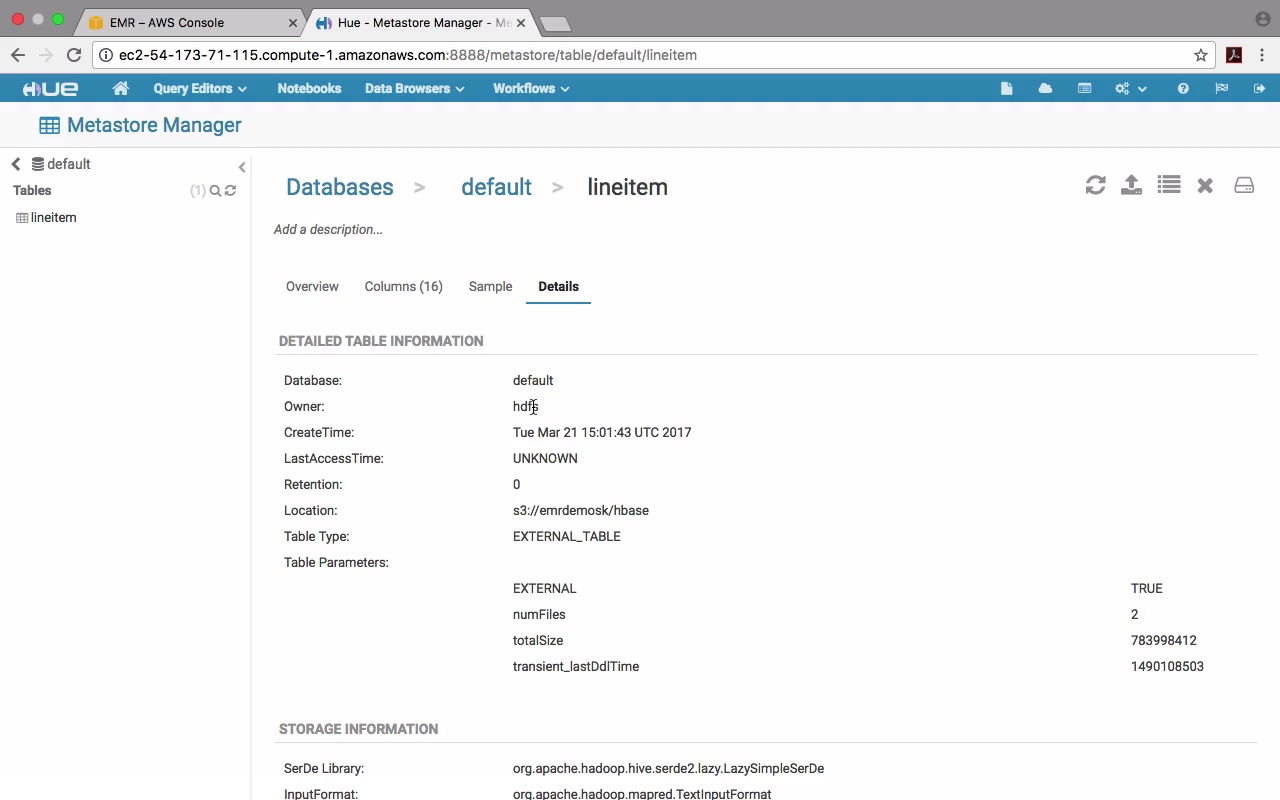 EMR – AWS Console
Hue - Metastore Manager - Me
ec2-54-173-71-115.compute-1.amazonaws.com:8888/metastore/table/default/lineitem
HUE Query Editors Notebooks Data Browsers Workflows
Metastore Manager
default
Tables (1)
lineitem
Databases > default > lineitem
Add a description...
Overview Columns (16) Sample Details
DETAILED TABLE INFORMATION
Database: default
Owner: hdfs
CreateTime: Tue Mar 21 15:01:43 UTC 2017
LastAccessTime: UNKNOWN
Retention: 0
Location: s3://emrdemosk/hbase
Table Type: EXTERNAL_TABLE
Table Parameters:
EXTERNAL TRUE
numFiles 2
totalSize 783998412
transient_lastDdlTime 1490108503
STORAGE INFORMATION
SerDe Library: org.apache.hadoop.hive.serde2.lazy.LazySimpleSerDe
InputFormat: org.apache.hadoop.mapred.TextInputFormat